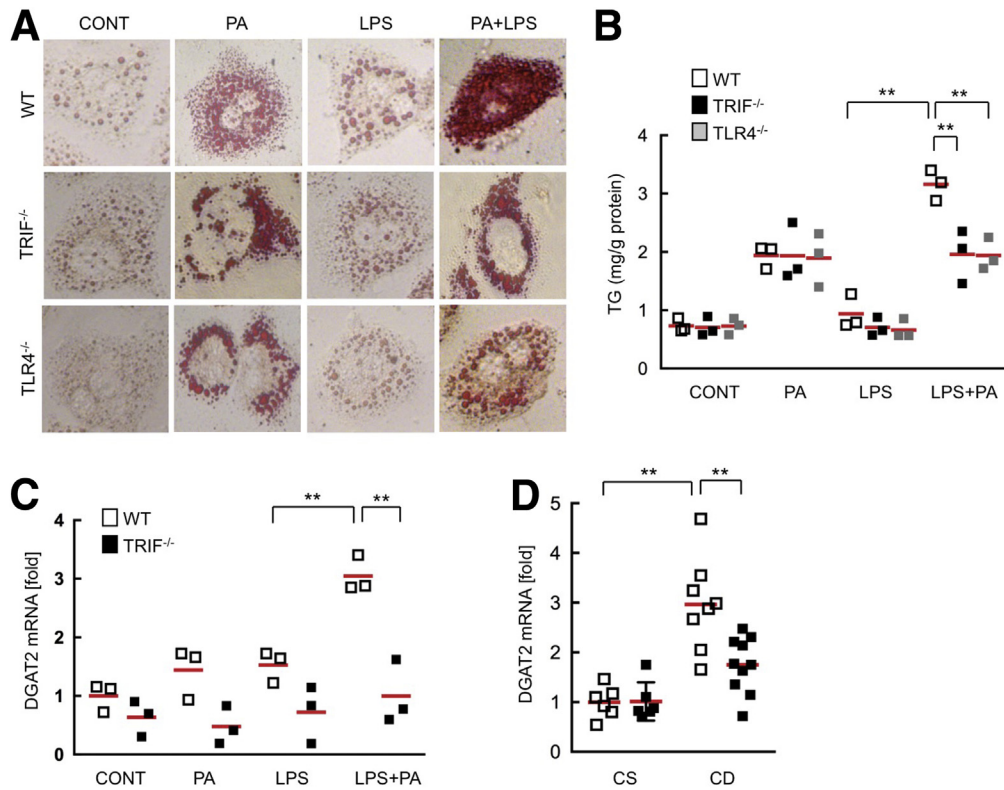 A
CONT PA LPS PA+LPS
WT
TRIF-/-
TLR4-/-
B
WT
TRIF-/-
TLR4-/-
** **
**
TG (mg/g protein)
4
3
2
1
0
CONT PA LPS LPS+PA
C
WT
TRIF-/-
** **
DGAT2 mRNA [fold]
4
3
2
1
0
CONT PA LPS LPS+PA
D
** **
DGAT2 mRNA [fold]
5
4
3
2
1
0
CS CD